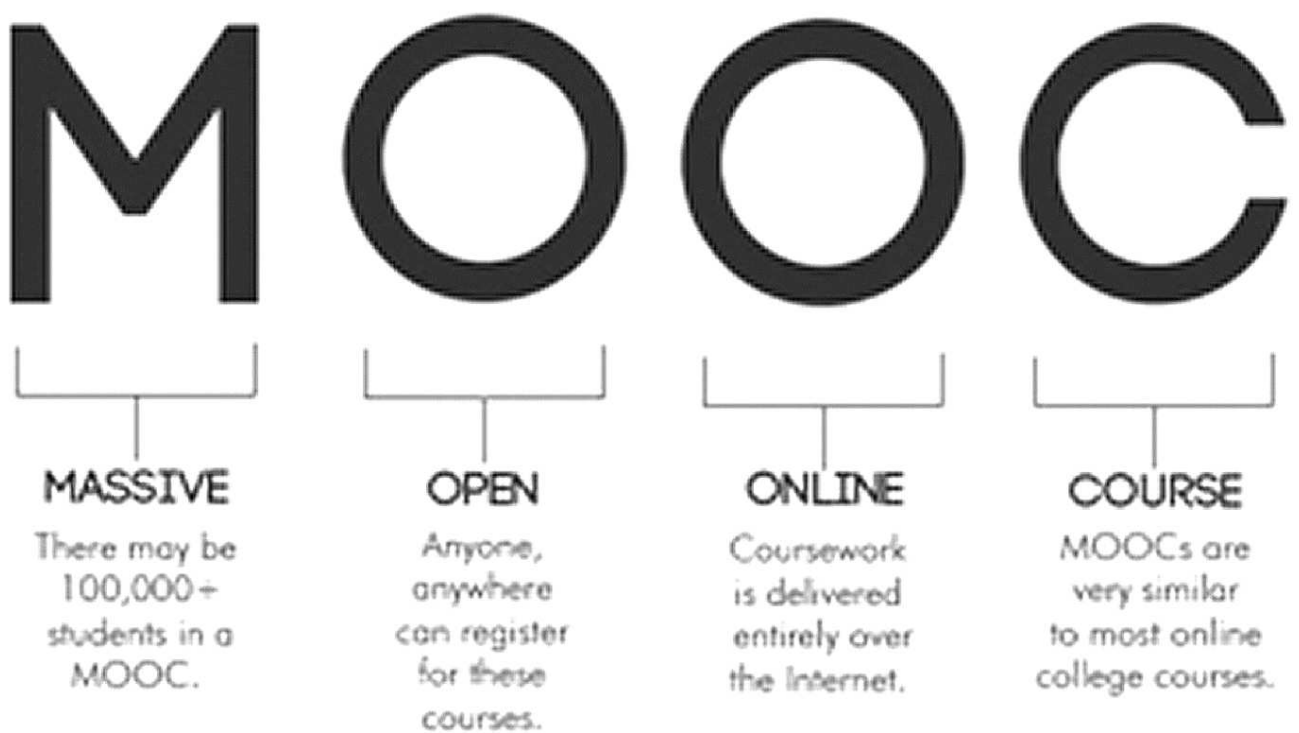 MOOC
MASSIVE
There may be
100,000+
students in a
MOOC.
OPEN
Anyone,
anywhere
can register
for these
courses.
ONLINE
Coursework
is delivered
entirely over
the Internet.
COURSE
MOOCs are
very similar
to most online
college courses.